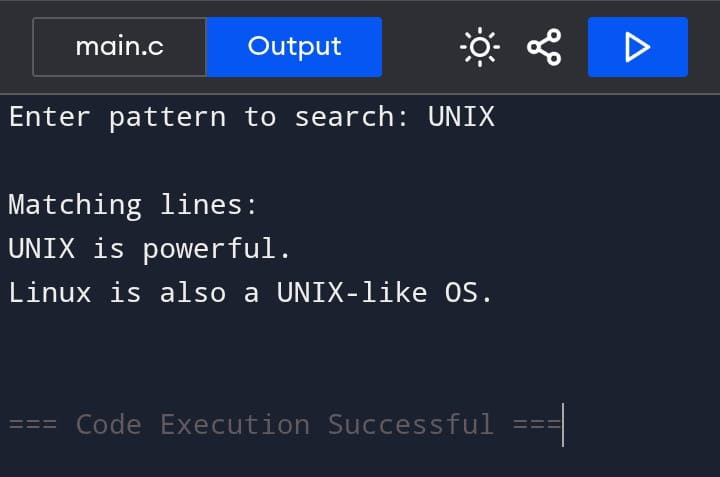 main.c Output
Enter pattern to search: UNIX
Matching lines:
UNIX is powerful.
Linux is also a UNIX-like OS.
=== Code Execution Successful ===